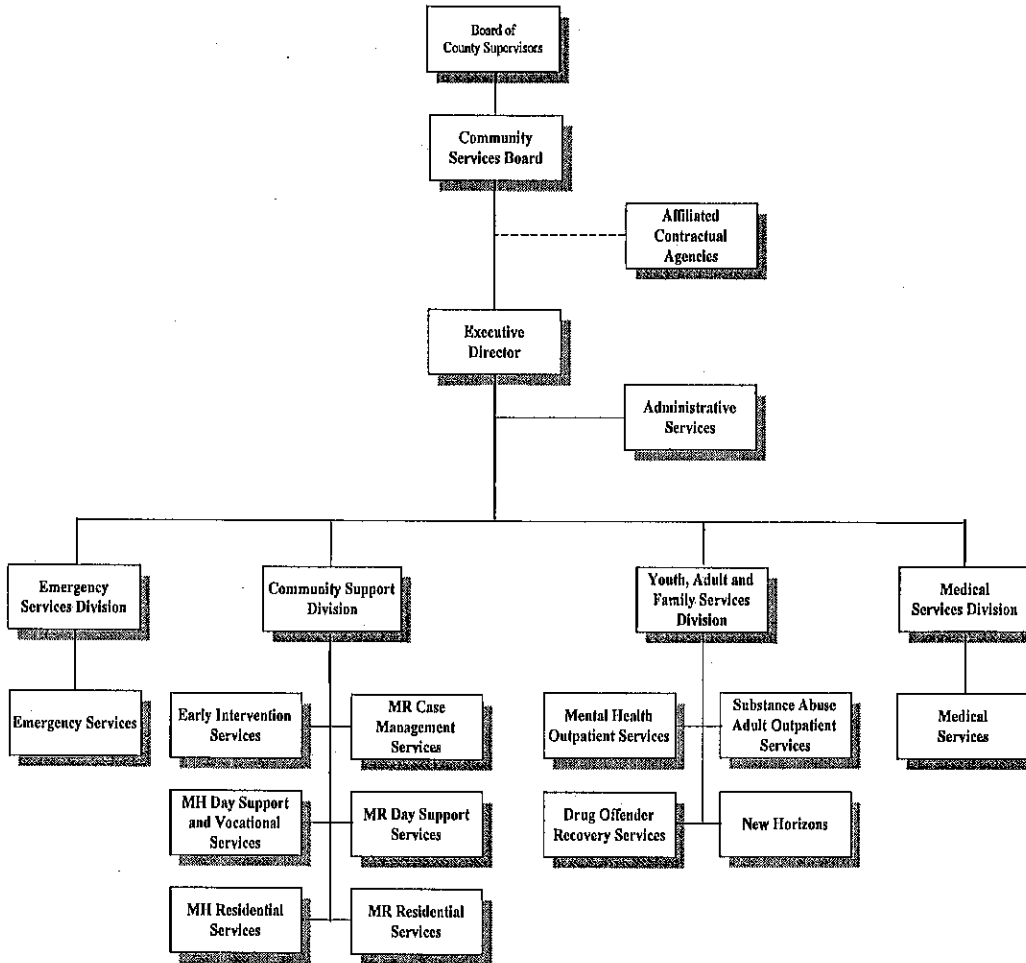 Board of
County Supervisors
Community
Services Board
Affiliated
Contractual
Agencies
Executive
Director
Administrative
Services
Emergency
Services Division
Community Support
Division
Youth, Adult and
Family Services
Division
Medical
Services Division
Emergency Services
Early Intervention
Services
MR Case
Management
Services
Mental Health
Outpatient Services
Substance Abuse
Adult Outpatient
Services
Medical
Services
MH Day Support
and Vocational
Services
MR Day Support
Services
Drug Offender
Recovery Services
New Horizons
MH Residential
Services
MR Residential
Services